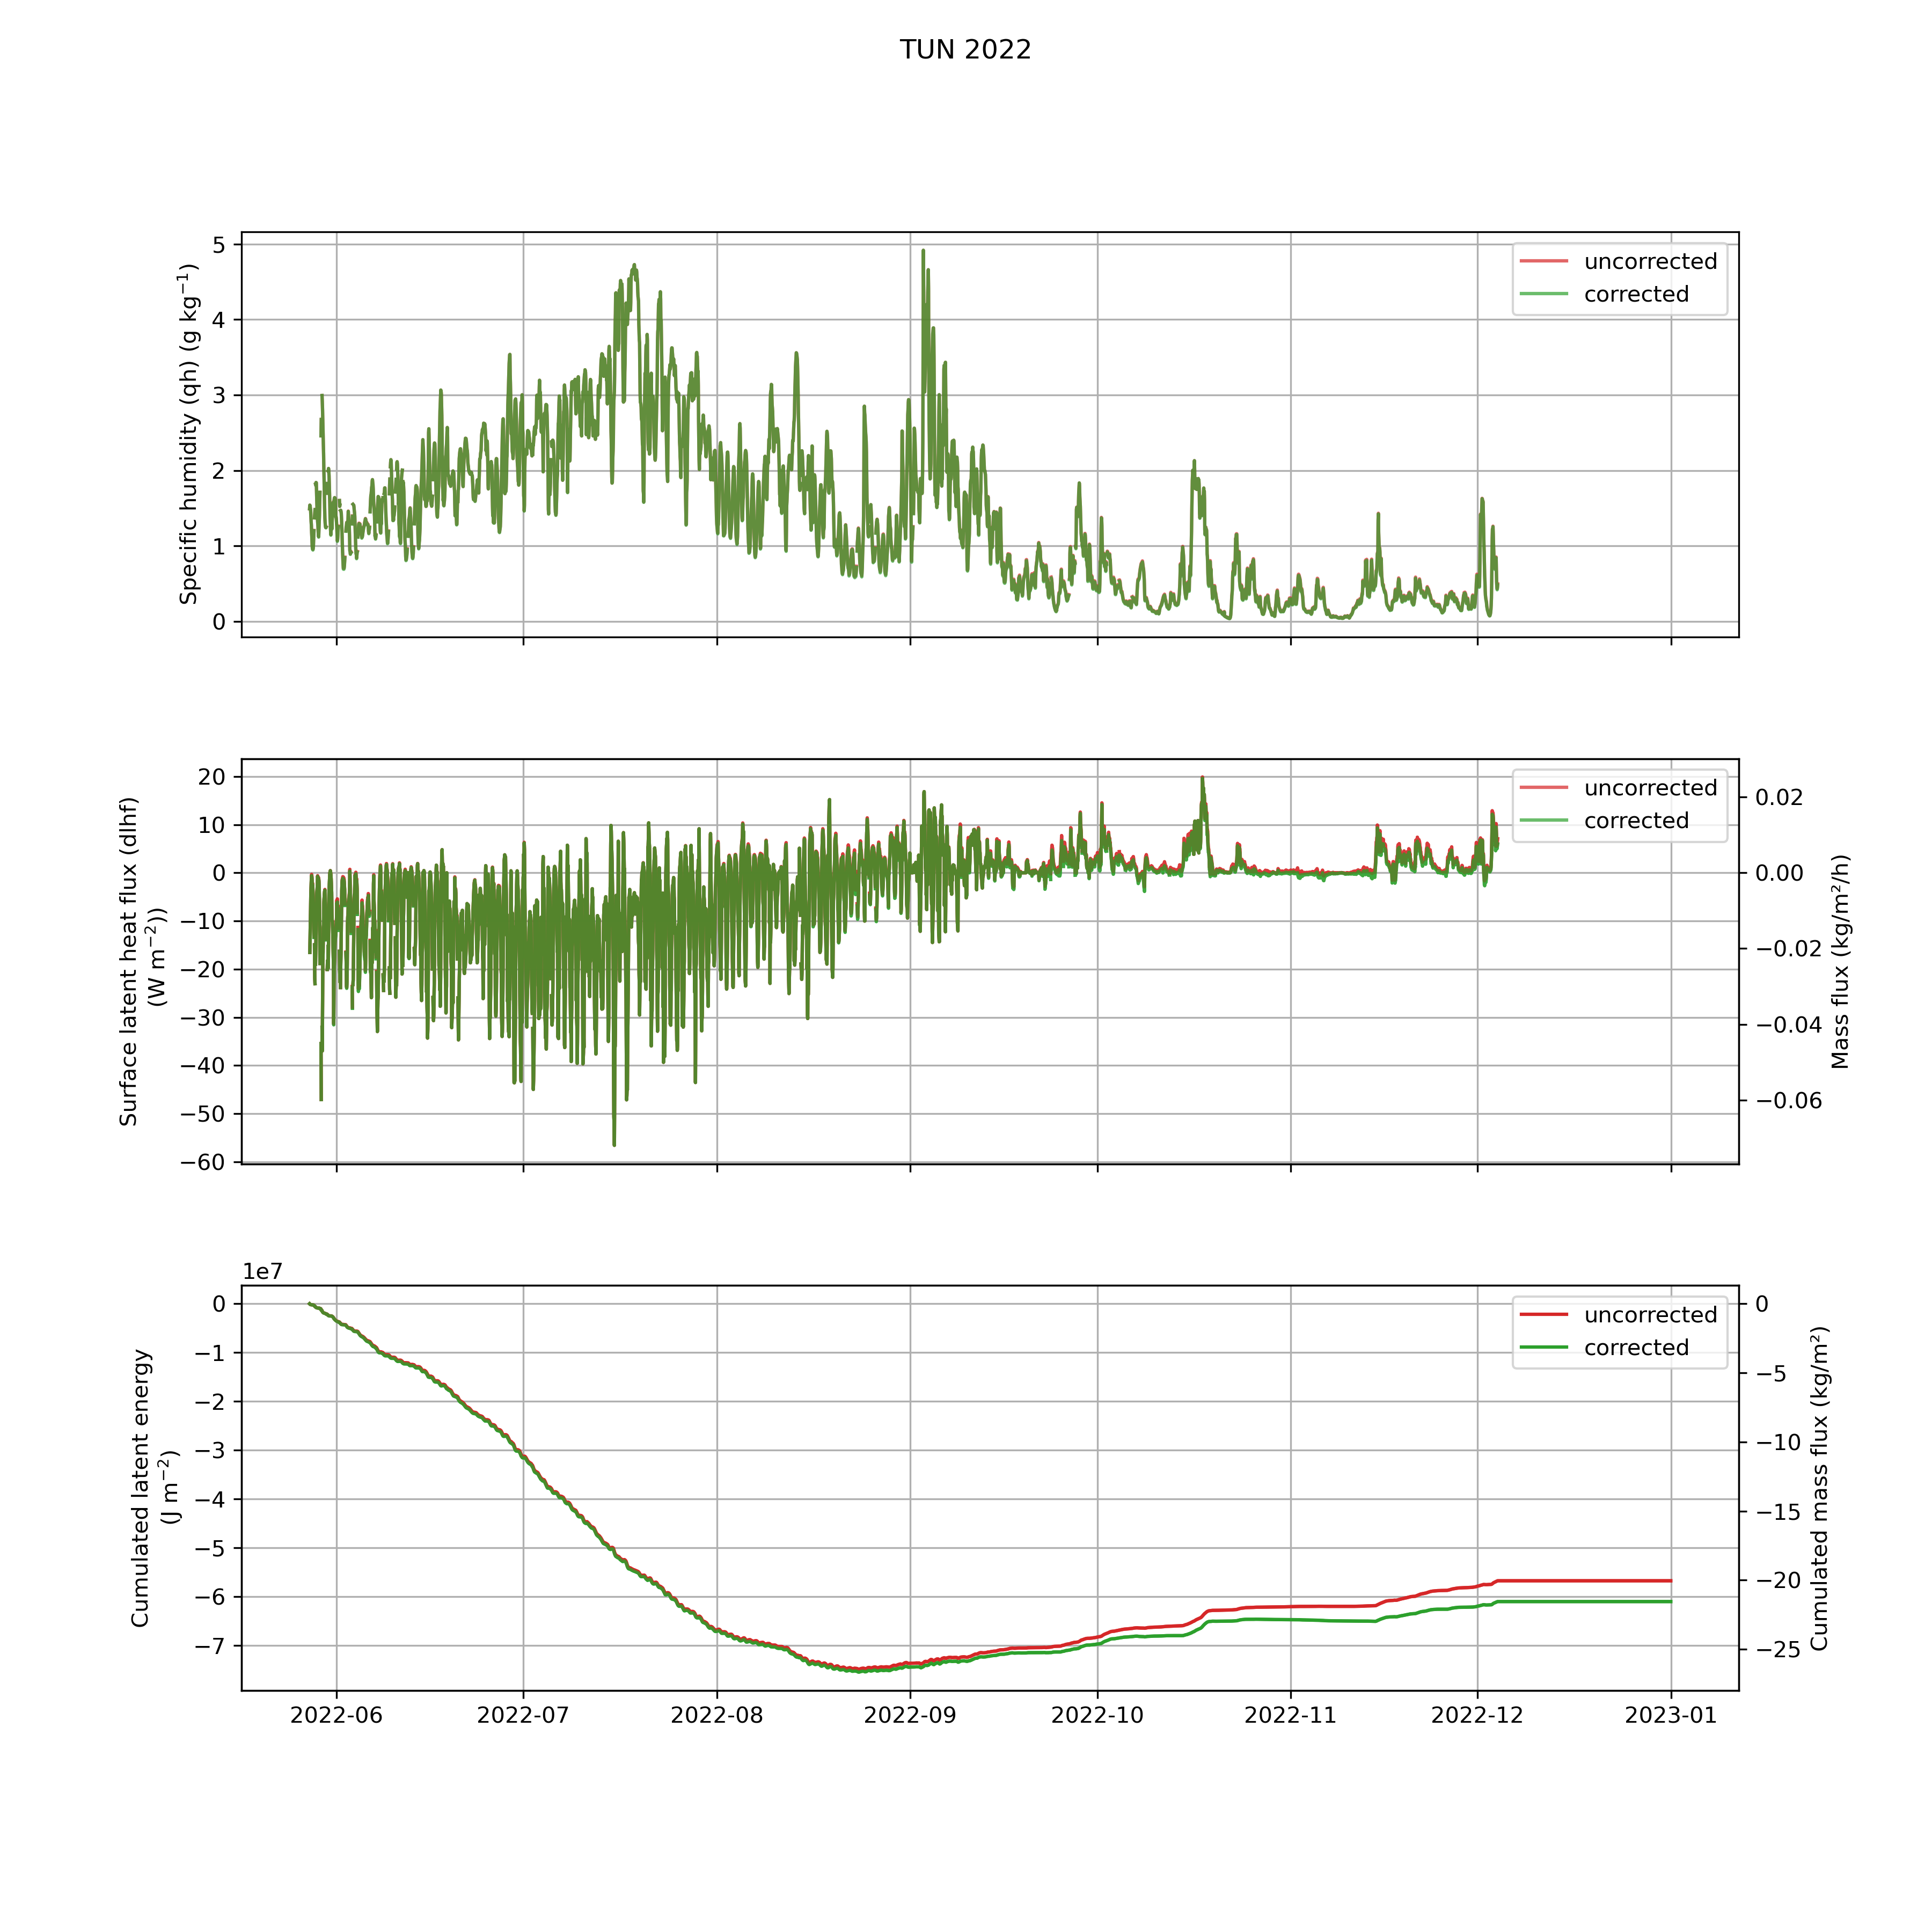 TUN 2022
Specific humidity (qh) (g kg⁻¹)
5
4
3
2
1
0
uncorrected
corrected
Surface latent heat flux (dlhf)
(W m⁻²))
20
10
0
−10
−20
−30
−40
−50
−60
uncorrected
corrected
0.02
0.00
−0.02
−0.04
−0.06
Mass flux (kg/m²/h)
1e7
Cumulated latent energy
(J m⁻²)
0
−1
−2
−3
−4
−5
−6
−7
uncorrected
corrected
0
−5
−10
−15
−20
−25
Cumulated mass flux (kg/m²)
2022-06 2022-07 2022-08 2022-09 2022-10 2022-11 2022-12 2023-01